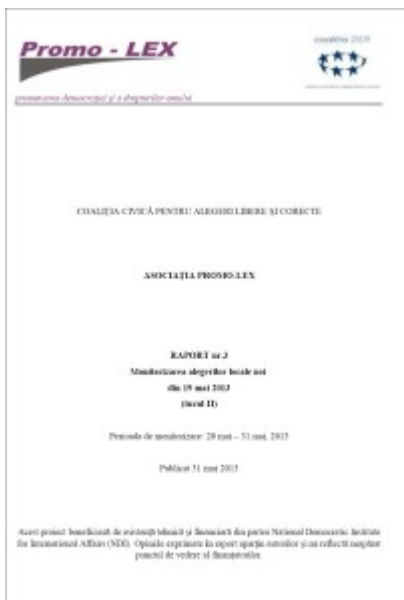 Promo - LEX
coaliția 2009
promovarea democrației și a drepturilor omului
COALIȚIA CIVICĂ PENTRU ALEGERI LIBERE ȘI CORECTE
ASOCIAȚIA PROMO-LEX
RAPORT nr.3
Monitorizarea alegerilor locale noi
din 19 mai 2013
(turul II)
Perioada de monitorizare: 20 mai – 31 mai, 2013
Publicat 31 mai 2013
Acest proiect beneficiază de asistență tehnică și financiară din partea National Democratic Institute
for International Affairs (NDI). Opiniile exprimate în raport aparțin autorilor și nu reflectă neapărat
punctul de vedere al finanțatorilor.